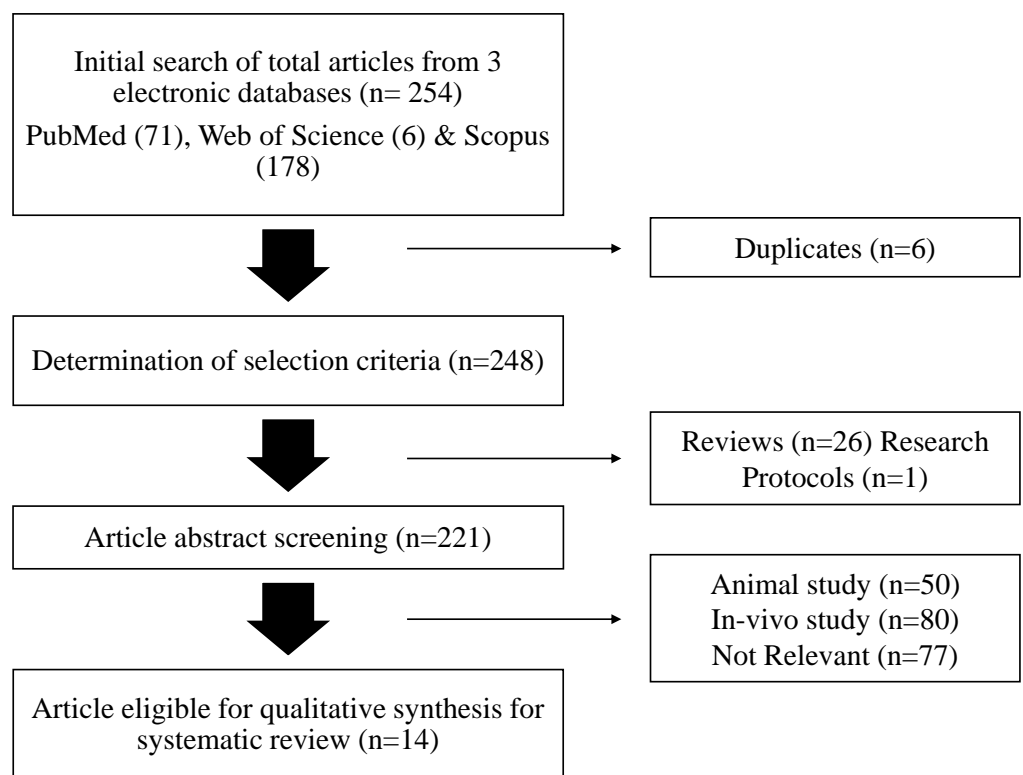 Initial search of total articles from 3
electronic databases (n= 254)
PubMed (71), Web of Science (6) & Scopus
(178)
Duplicates (n=6)
Determination of selection criteria (n=248)
Reviews (n=26) Research
Protocols (n=1)
Article abstract screening (n=221)
Animal study (n=50)
In-vivo study (n=80)
Not Relevant (n=77)
Article eligible for qualitative synthesis for
systematic review (n=14)